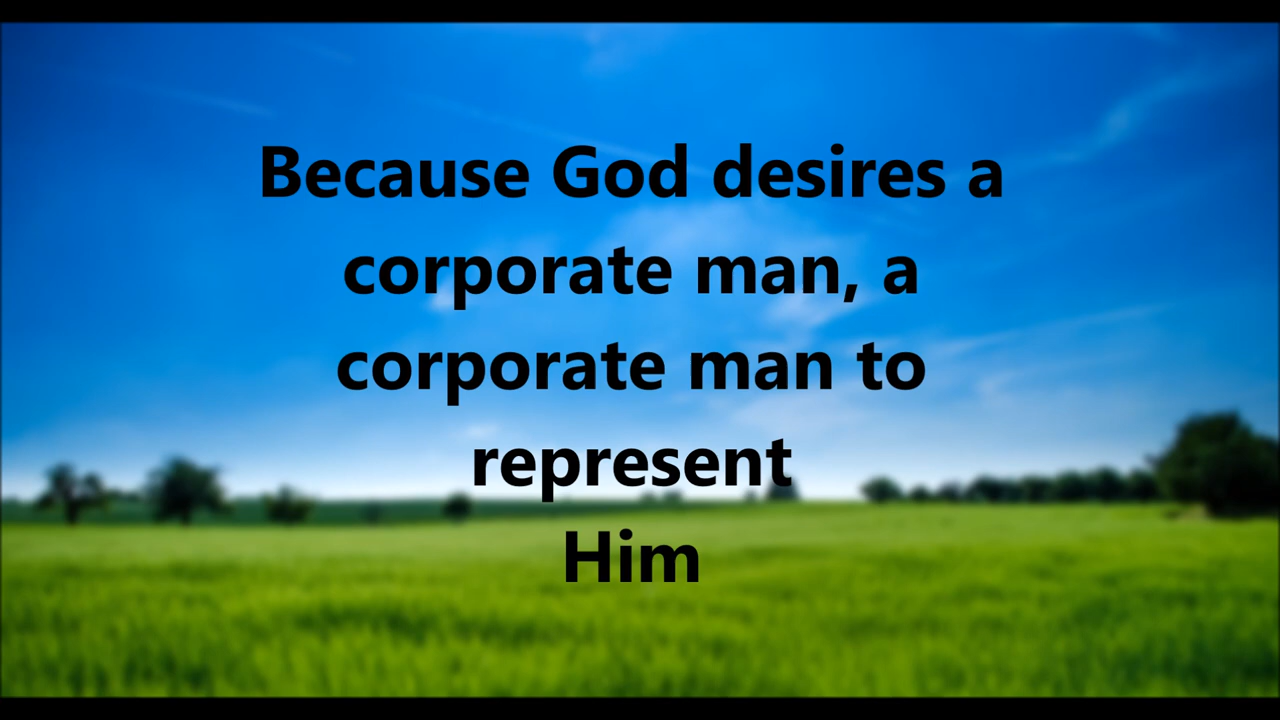 Because God desires a
corporate man, a
corporate man to
represent
Him